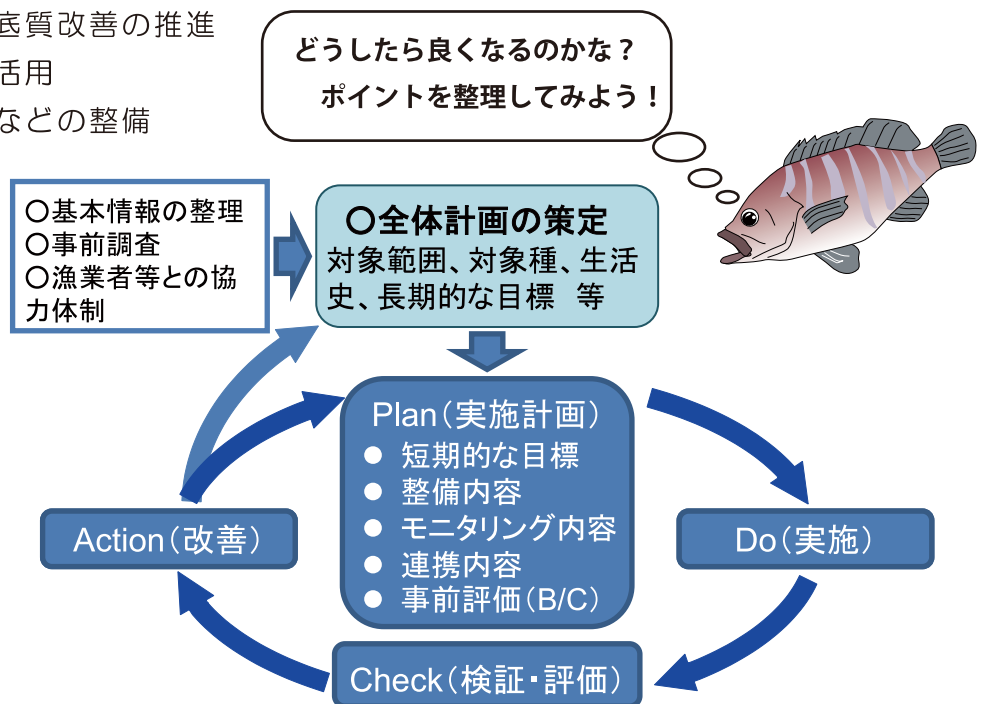 底質改善の推進
活用
などの整備
どうしたら良くなるのかな？
ポイントを整理してみよう！
○基本情報の整理
○事前調査
○漁業者等との協
力体制
○全体計画の策定
対象範囲、対象種、生活
史、長期的な目標　等
Plan（実施計画）
● 短期的な目標
● 整備内容
● モニタリング内容
● 連携内容
● 事前評価（B/C）
Action（改善）
Do（実施）
Check（検証・評価）